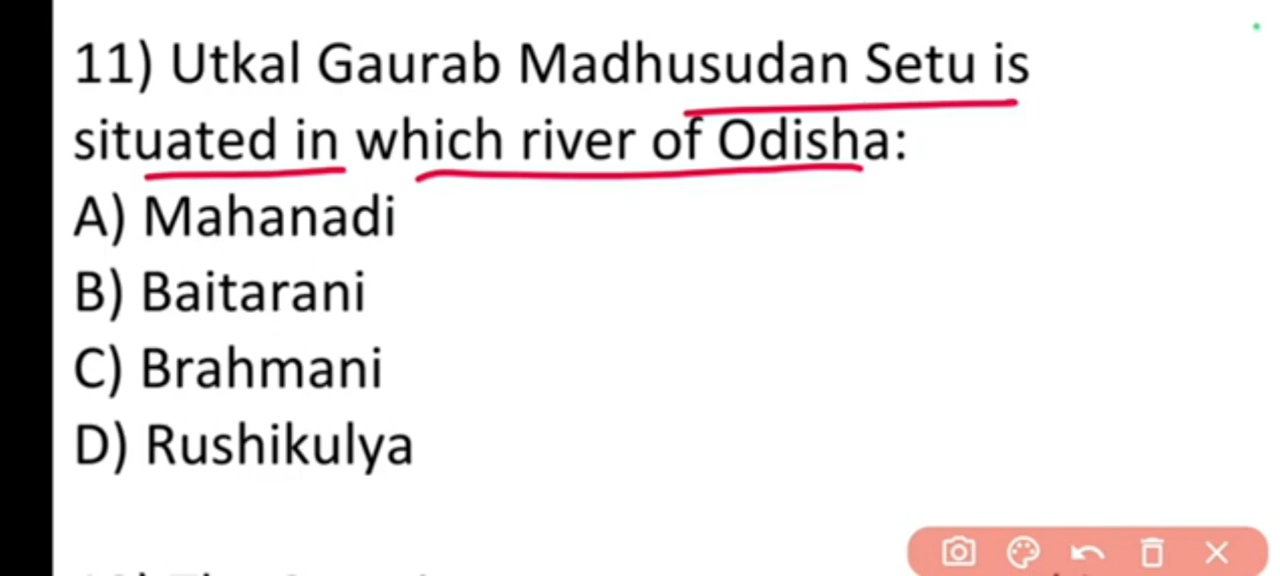 11) Utkal Gaurab Madhusudan Setu is
situated in which river of Odisha:
A) Mahanadi
B) Baitarani
C) Brahmani
D) Rushikulya